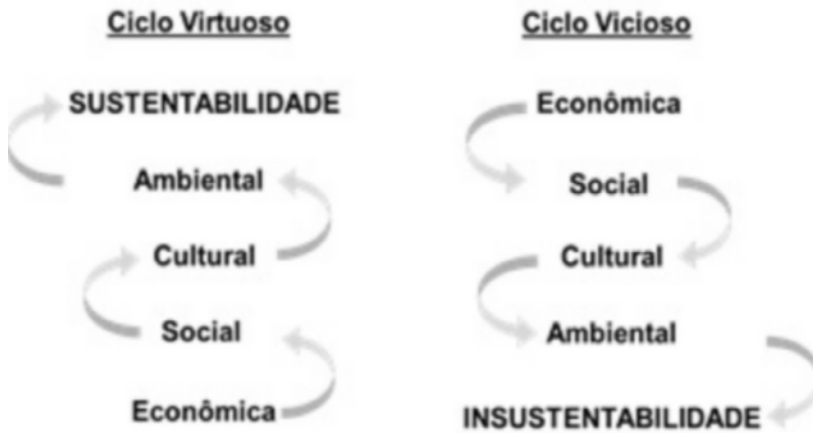 Ciclo Virtuoso
SUSTENTABILIDADE
Ambiental
Cultural
Social
Econômica
Ciclo Vicioso
Econômica
Social
Cultural
Ambiental
INSUSTENTABILIDADE